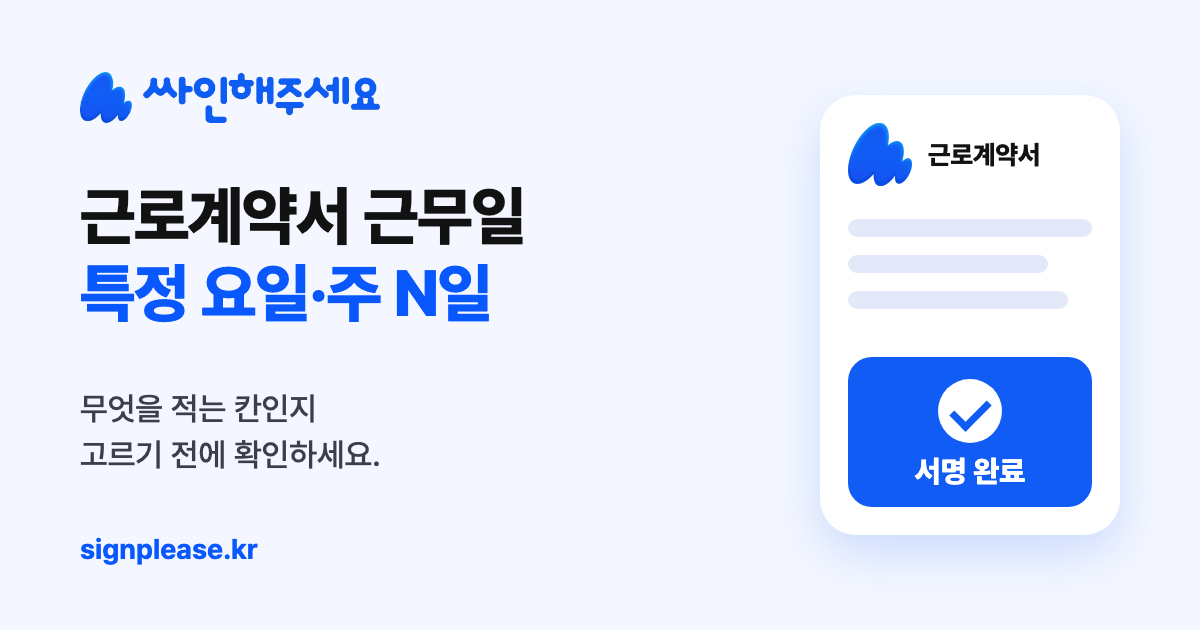 싸인해주세요
근로계약서 근무일
특정 요일·주 N일
무엇을 적는 칸인지
고르기 전에 확인하세요.
signplease.kr
근로계약서
서명 완료